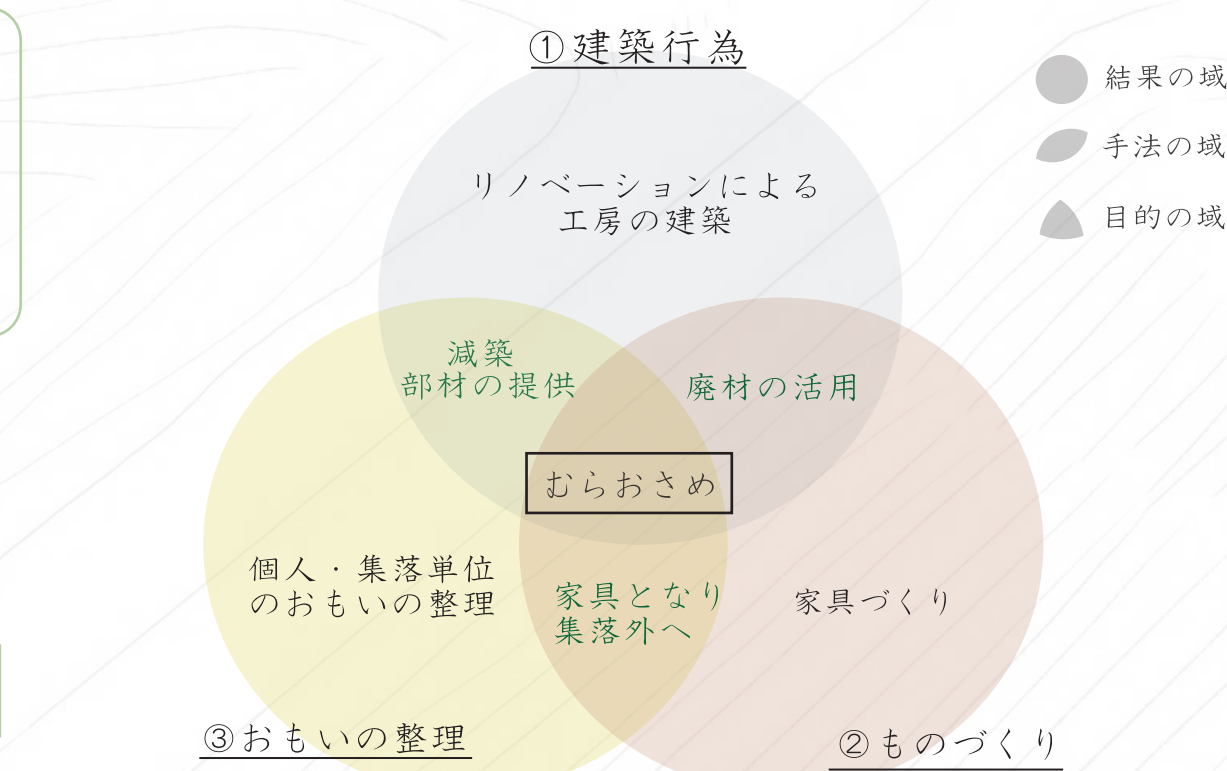 ①建築行為
結果の域
手法の域
目的の域
リノベーションによる
工房の建築
減築
部材の提供
廃材の活用
むらおさめ
個人・集落単位
のおもいの整理
家具となり
集落外へ
家具づくり
③おもいの整理
②ものづくり